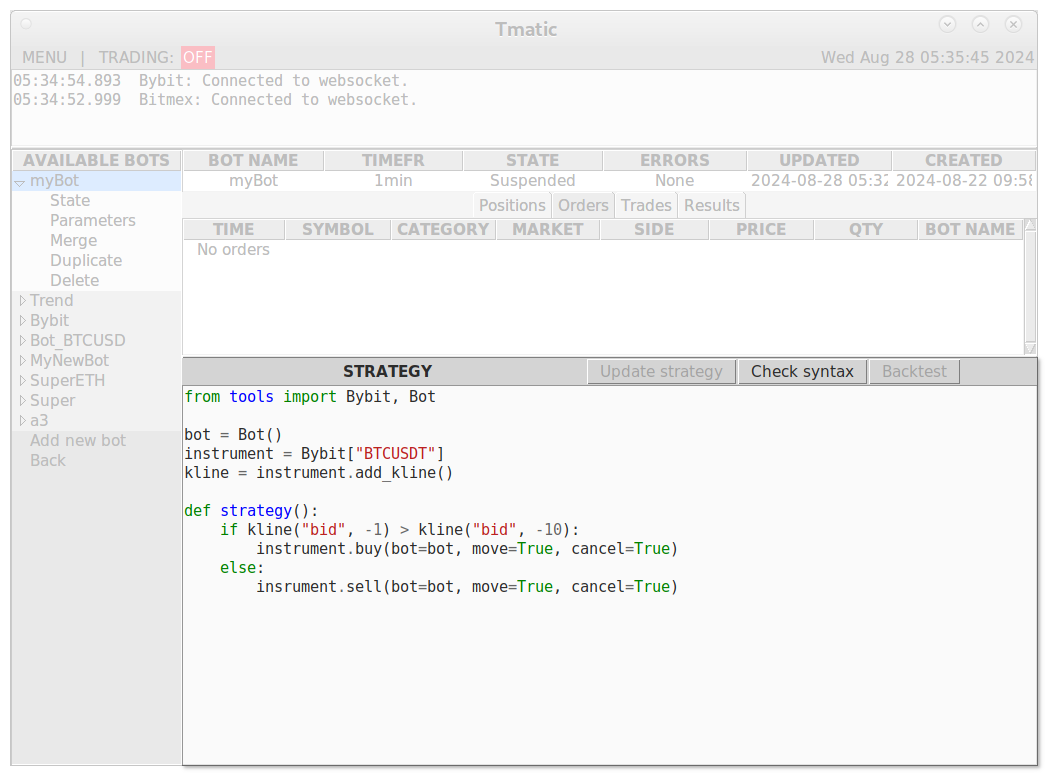 Tmatic
MENU | TRADING: OFF Wed Aug 28 05:35:45 2024
05:34:54.893 Bybit: Connected to websocket.
05:34:52.999 Bitmex: Connected to websocket.
AVAILABLE BOTS
myBot
State
Parameters
Merge
Duplicate
Delete
Trend
Bybit
Bot_BTCUSD
MyNewBot
SuperETH
Super
a3
Add new bot
Back
BOT NAME TIMEFR STATE ERRORS UPDATED CREATED
myBot 1min Suspended None 2024-08-28 05:32 2024-08-22 09:58
Positions Orders Trades Results
TIME SYMBOL CATEGORY MARKET SIDE PRICE QTY BOT NAME
No orders
STRATEGY Update strategy Check syntax Backtest
from tools import Bybit, Bot
bot = Bot()
instrument = Bybit["BTCUSDT"]
kline = instrument.add_kline()
def strategy():
    if kline("bid", -1) > kline("bid", -10):
        instrument.buy(bot=bot, move=True, cancel=True)
    else:
        insrument.sell(bot=bot, move=True, cancel=True)